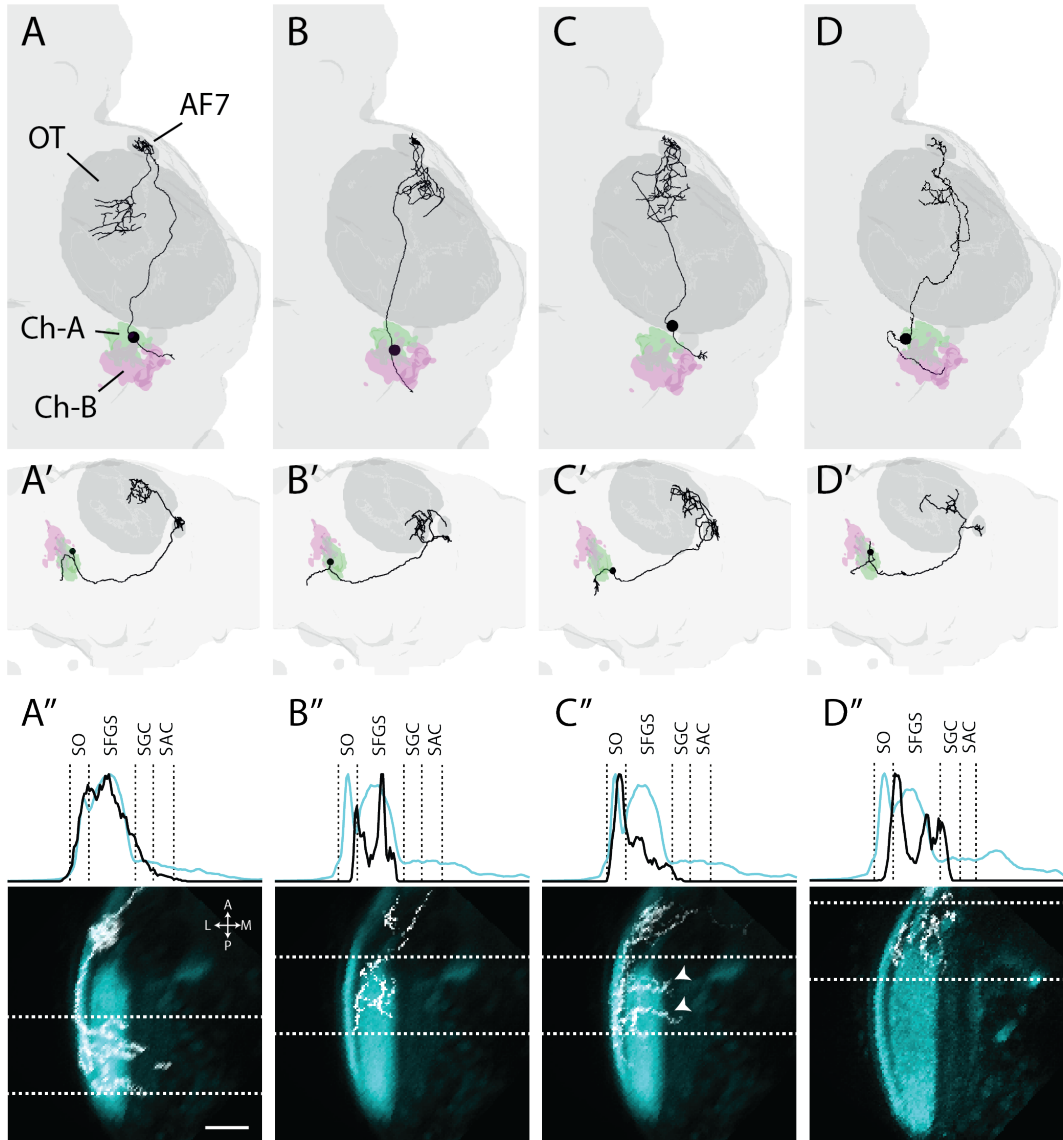 A B C D
AF7
OT
Ch-A
Ch-B
A′ B′ C′ D′
A″ B″ C″ D″
SO SFGS SGC SAC SO SFGS SGC SAC SO SFGS SGC SAC SO SFGS SGC SAC
A
L M
P